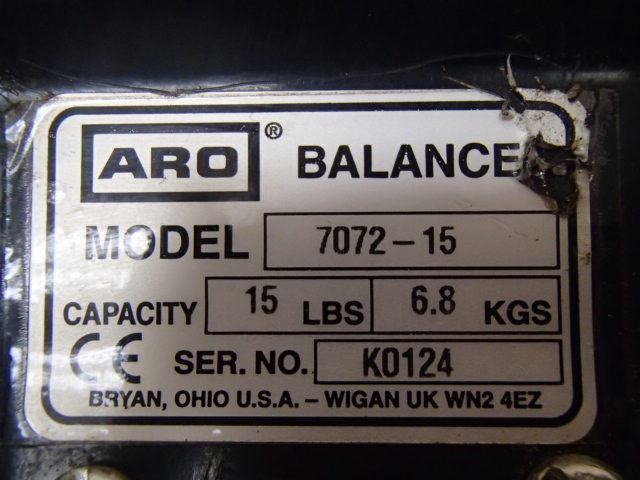 ARO® BALANCE
MODEL 7072-15
CAPACITY 15 LBS 6.8 KGS
CE SER. NO. K0124
BRYAN, OHIO U.S.A. – WIGAN UK WN2 4EZ